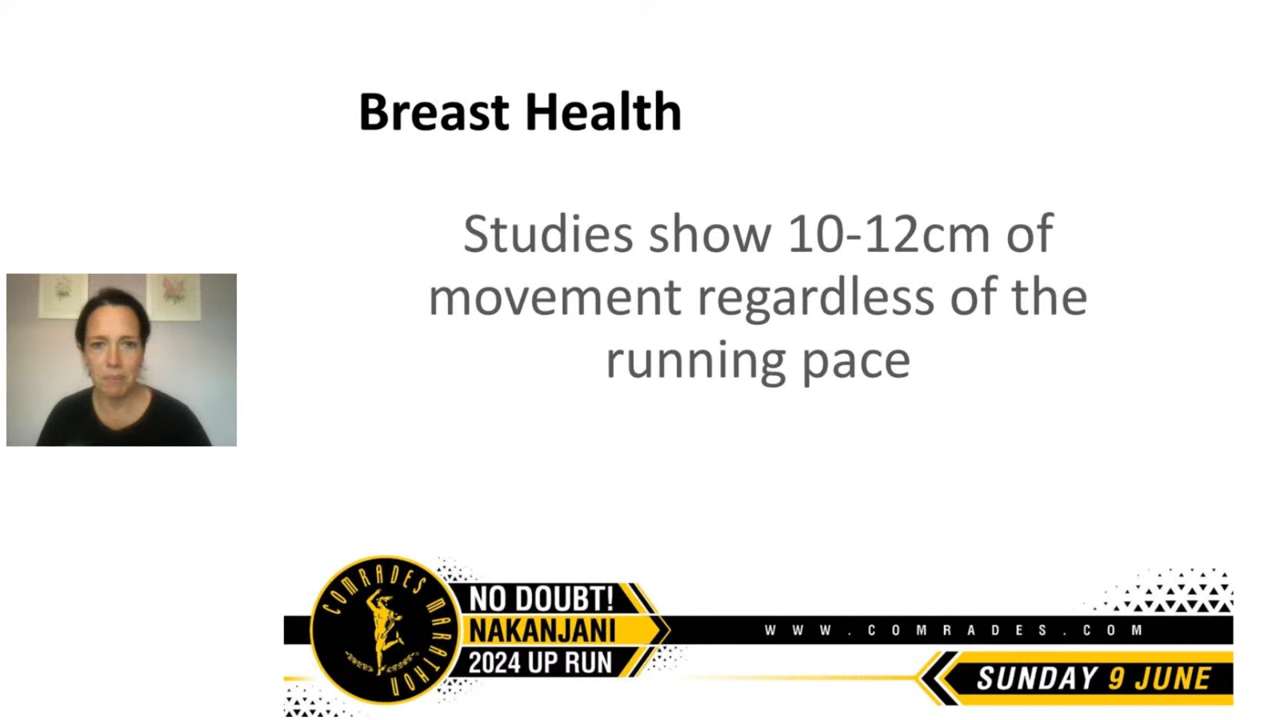 Breast Health
Studies show 10-12cm of
movement regardless of the
running pace
COMRADES MARATHON
NO DOUBT!
NAKANJANI
2024 UP RUN
WWW.COMRADES.COM
SUNDAY 9 JUNE